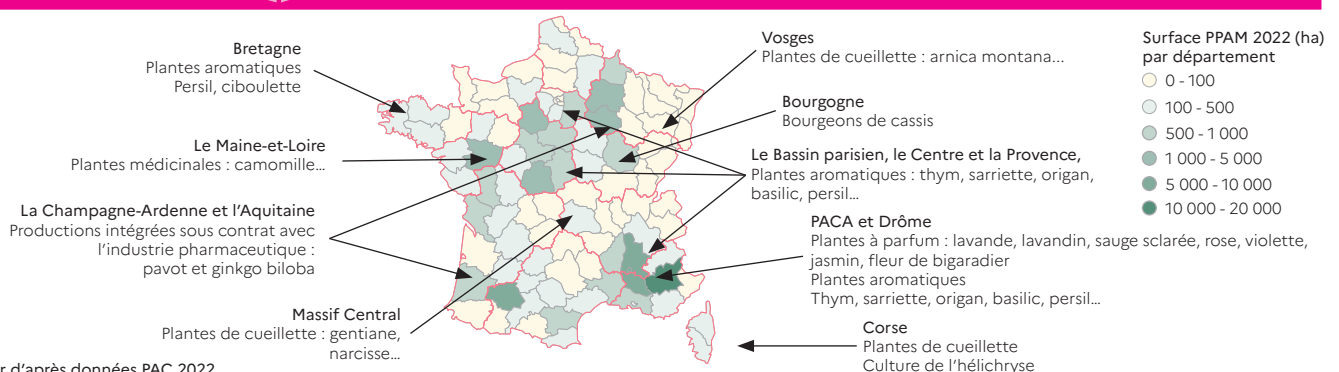 Bretagne
Plantes aromatiques
Persil, ciboulette
Le Maine-et-Loire
Plantes médicinales : camomille...
La Champagne-Ardenne et l'Aquitaine
Productions intégrées sous contrat avec
l'industrie pharmaceutique :
pavot et ginkgo biloba
Massif Central
Plantes de cueillette : gentiane,
narcisse...
Vosges
Plantes de cueillette : arnica montana...
Bourgogne
Bourgeons de cassis
Le Bassin parisien, le Centre et la Provence,
Plantes aromatiques : thym, sarriette, origan,
basilic, persil...
PACA et Drôme
Plantes à parfum : lavande, lavandin, sauge sclarée, rose, violette,
jasmin, fleur de bigaradier
Plantes aromatiques
Thym, sarriette, origan, basilic, persil...
Corse
Plantes de cueillette
Culture de l'hélichryse
Surface PPAM 2022 (ha)
par département
0 - 100
100 - 500
500 - 1 000
1 000 - 5 000
5 000 - 10 000
10 000 - 20 000
r d'après données PAC 2022